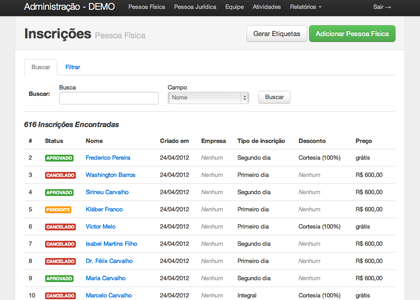 Administração - DEMO Pessoa Física Pessoa Jurídica Equipe Atividades Relatórios Sair →
Inscrições Pessoa Física Gerar Etiquetas Adicionar Pessoa Física
Buscar Filtrar
Busca Campo
Buscar: Nome Buscar
616 Inscrições Encontradas
# Status Nome Criado em Empresa Tipo de inscrição Desconto Preço
2 APROVADO Frederico Pereira 24/04/2012 Nenhum Segundo dia Cortesia (100%) grátis
3 CANCELADO Washington Barros 24/04/2012 Nenhum Primeiro dia Nenhum R$ 600,00
4 APROVADO Sirineu Carvalho 24/04/2012 Nenhum Segundo dia Nenhum R$ 600,00
5 PENDENTE Kléber Franco 24/04/2012 Nenhum Primeiro dia Nenhum R$ 600,00
6 CANCELADO Víctor Melo 24/04/2012 Nenhum Primeiro dia Cortesia (100%) grátis
7 CANCELADO Isabel Martins Filho 24/04/2012 Nenhum Segundo dia Nenhum R$ 600,00
8 CANCELADO Dr. Félix Carvalho 24/04/2012 Nenhum Primeiro dia Nenhum R$ 600,00
9 APROVADO Maria Carvalho 24/04/2012 Nenhum Segundo dia Nenhum R$ 600,00
10 CANCELADO Marcelo Carvalho 24/04/2012 Nenhum Integral Cortesia (100%) grátis